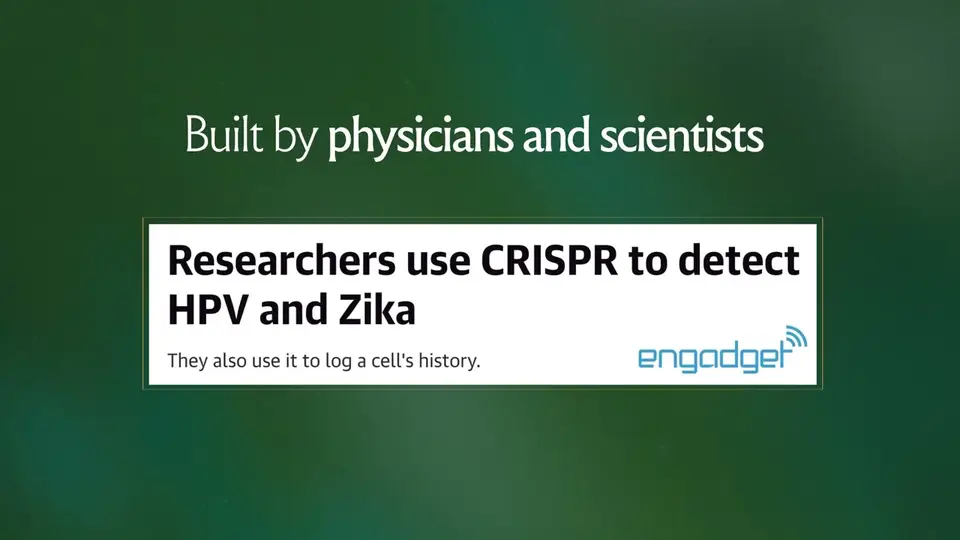 Built by physicians and scientists
Researchers use CRISPR to detect
HPV and Zika
They also use it to log a cell's history.
engadget